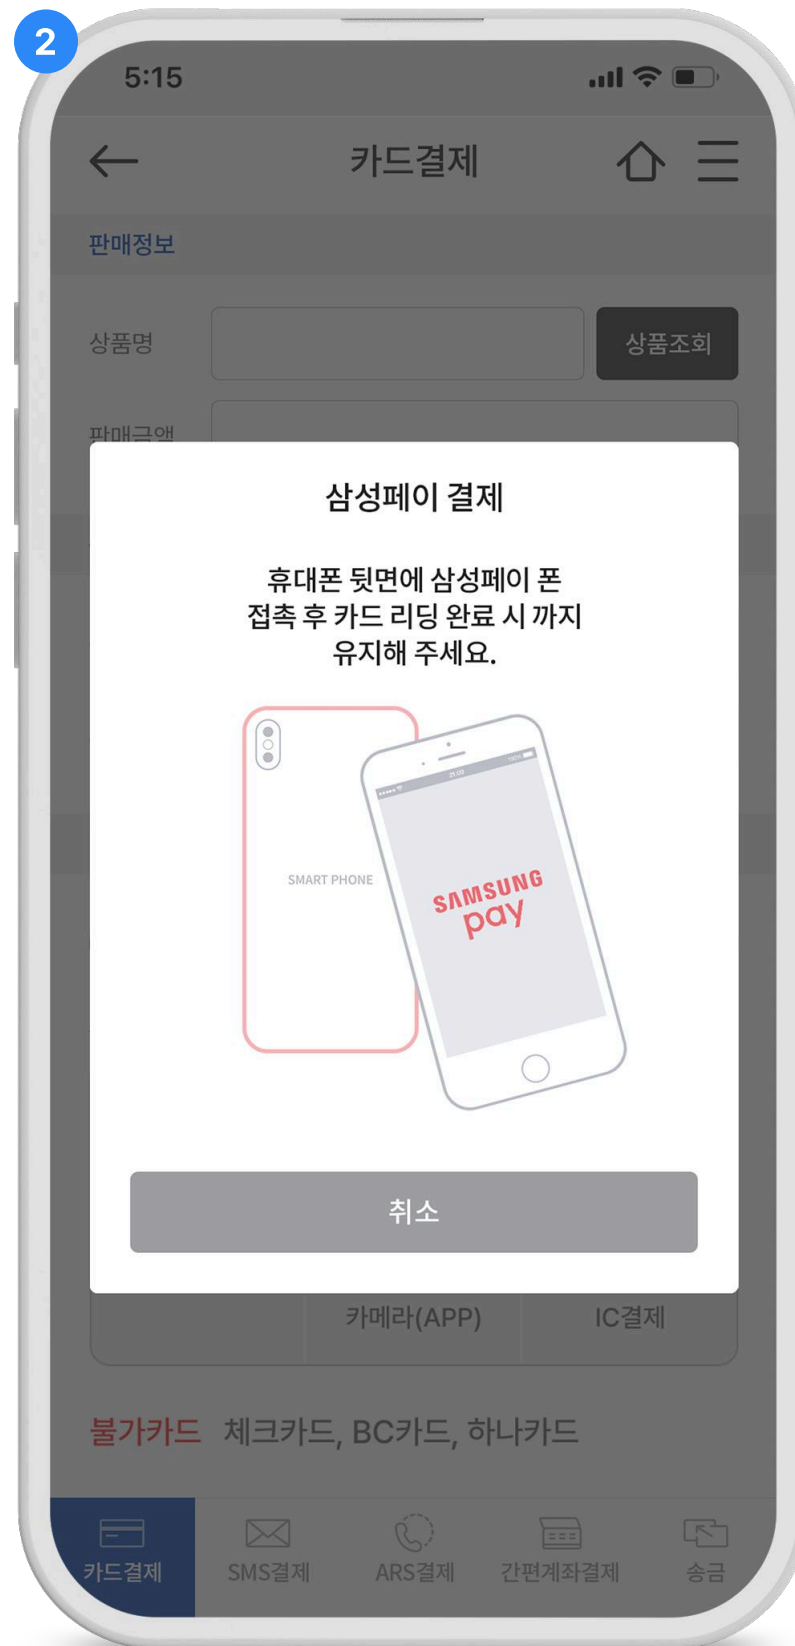 2
5:15
카드결제
판매정보
상품명
상품조회
판매금액
삼성페이 결제
휴대폰 뒷면에 삼성페이 폰
접촉 후 카드 리딩 완료 시 까지
유지해 주세요.
21:00
100%
SMART PHONE
SAMSUNG
pay
취소
카메라(APP)
IC결제
불가카드 체크카드, BC카드, 하나카드
카드결제
SMS결제
ARS결제
간편계좌결제
송금